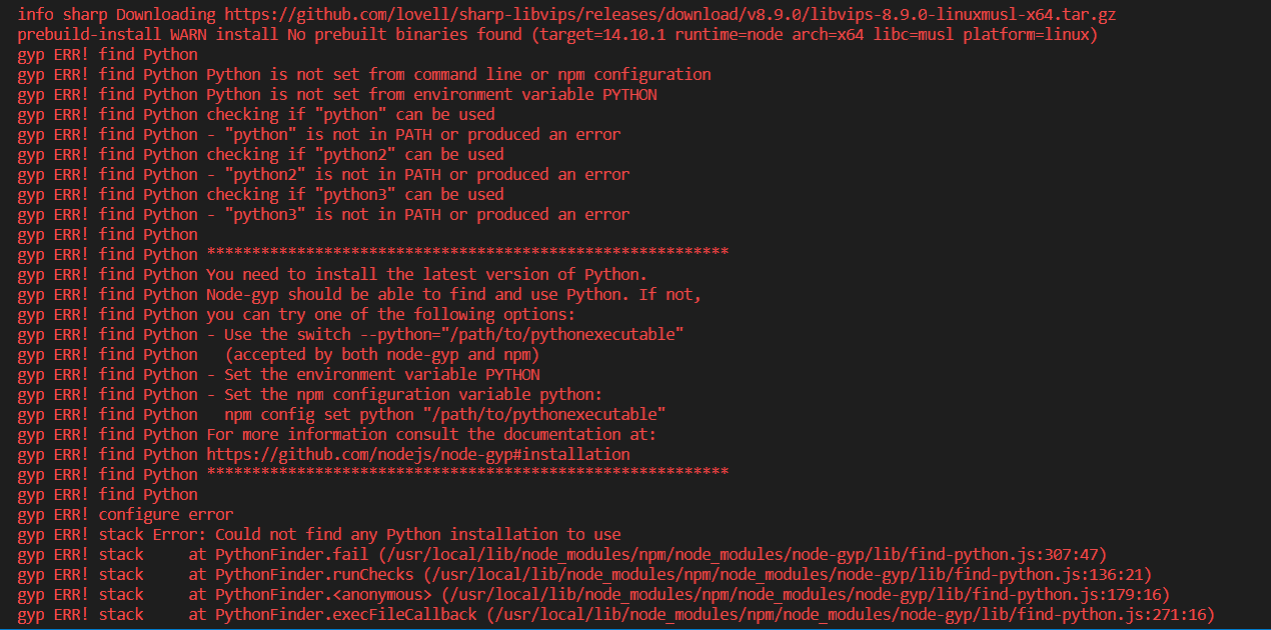 info sharp Downloading https://github.com/lovell/sharp-libvips/releases/download/v8.9.0/libvips-8.9.0-linuxmusl-x64.tar.gz
prebuild-install WARN install No prebuilt binaries found (target=14.10.1 runtime=node arch=x64 libc=musl platform=linux)
gyp ERR! find Python
gyp ERR! find Python Python is not set from command line or npm configuration
gyp ERR! find Python Python is not set from environment variable PYTHON
gyp ERR! find Python checking if "python" can be used
gyp ERR! find Python - "python" is not in PATH or produced an error
gyp ERR! find Python checking if "python2" can be used
gyp ERR! find Python - "python2" is not in PATH or produced an error
gyp ERR! find Python checking if "python3" can be used
gyp ERR! find Python - "python3" is not in PATH or produced an error
gyp ERR! find Python
gyp ERR! find Python **********************************************************
gyp ERR! find Python You need to install the latest version of Python.
gyp ERR! find Python Node-gyp should be able to find and use Python. If not,
gyp ERR! find Python you can try one of the following options:
gyp ERR! find Python - Use the switch --python="/path/to/pythonexecutable"
gyp ERR! find Python   (accepted by both node-gyp and npm)
gyp ERR! find Python - Set the environment variable PYTHON
gyp ERR! find Python - Set the npm configuration variable python:
gyp ERR! find Python   npm config set python "/path/to/pythonexecutable"
gyp ERR! find Python For more information consult the documentation at:
gyp ERR! find Python https://github.com/nodejs/node-gyp#installation
gyp ERR! find Python **********************************************************
gyp ERR! find Python
gyp ERR! configure error
gyp ERR! stack Error: Could not find any Python installation to use
gyp ERR! stack     at PythonFinder.fail (/usr/local/lib/node_modules/npm/node_modules/node-gyp/lib/find-python.js:307:47)
gyp ERR! stack     at PythonFinder.runChecks (/usr/local/lib/node_modules/npm/node_modules/node-gyp/lib/find-python.js:136:21)
gyp ERR! stack     at PythonFinder.<anonymous> (/usr/local/lib/node_modules/npm/node_modules/node-gyp/lib/find-python.js:179:16)
gyp ERR! stack     at PythonFinder.execFileCallback (/usr/local/lib/node_modules/npm/node_modules/node-gyp/lib/find-python.js:271:16)